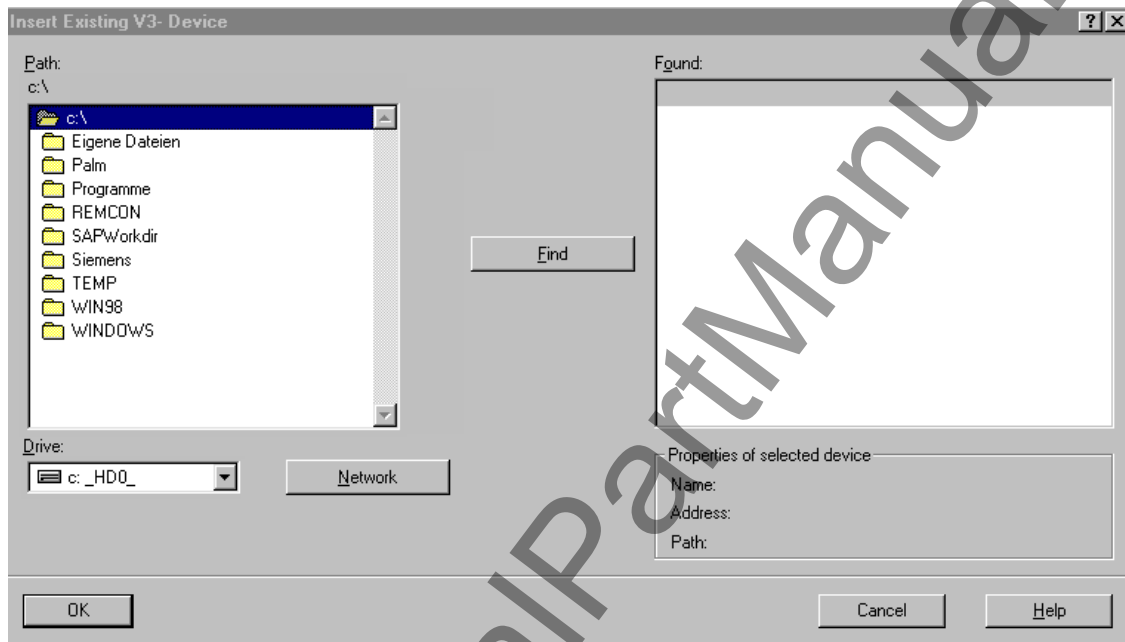 Insert Existing V3- Device
Path:
c:\
c:\
Eigene Dateien
Palm
Programme
REMCON
SAPWorkdir
Siemens
TEMP
WIN98
WINDOWS
Drive:
c: _HD0_
Network
Find
Found:
Properties of selected device
Name:
Address:
Path:
OK
Cancel
Help
alPartManual